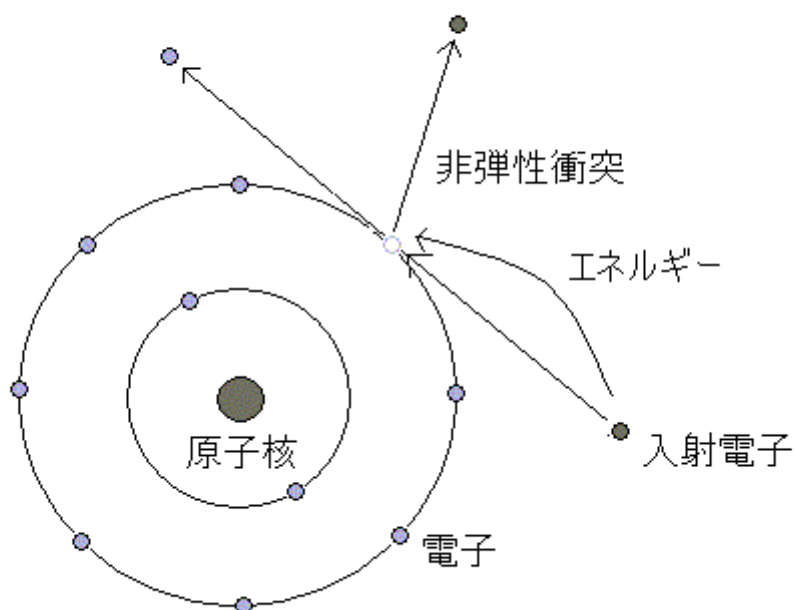 非弾性衝突
エネルギー
入射電子
原子核
電子